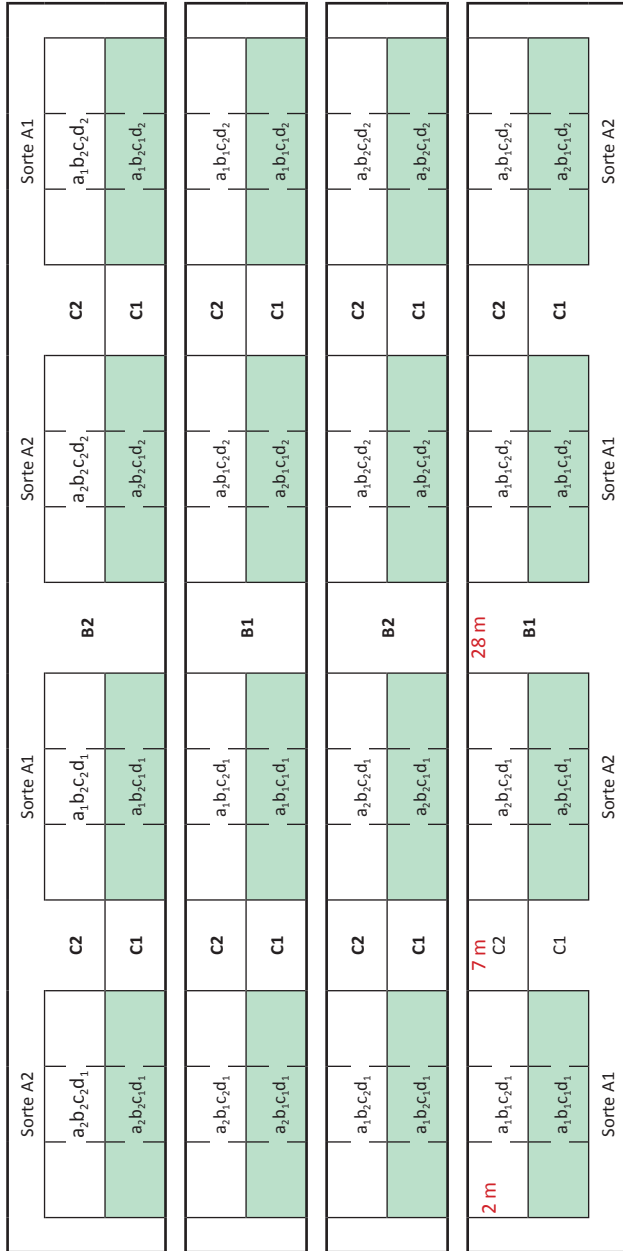 Sorte A2 Sorte A1 Sorte A2 Sorte A1
a₂b₂c₂d₁ C2 a₁b₂c₂d₁ B2 a₂b₂c₂d₂ C2 a₁b₂c₂d₂
a₂b₂c₁d₁ C1 a₁b₂c₁d₁ a₂b₂c₁d₂ C1 a₁b₂c₁d₂
a₂b₁c₂d₁ C2 a₁b₁c₂d₁ B1 a₂b₁c₂d₂ C2 a₁b₁c₂d₂
a₂b₁c₁d₁ C1 a₁b₁c₁d₁ a₂b₁c₁d₂ C1 a₁b₁c₁d₂
a₁b₂c₂d₁ C2 a₂b₂c₂d₁ B2 a₁b₂c₂d₂ C2 a₂b₂c₂d₂
a₁b₂c₁d₁ C1 a₂b₂c₁d₁ a₁b₂c₁d₂ C1 a₂b₂c₁d₂
7 m 28 m
2 m a₁b₁c₂d₁ C2 a₂b₁c₂d₁ B1 a₁b₁c₂d₂ C2 a₂b₁c₂d₂
a₁b₁c₁d₁ C1 a₂b₁c₁d₁ a₁b₁c₁d₂ C1 a₂b₁c₁d₂
Sorte A1 Sorte A2 Sorte A1 Sorte A2